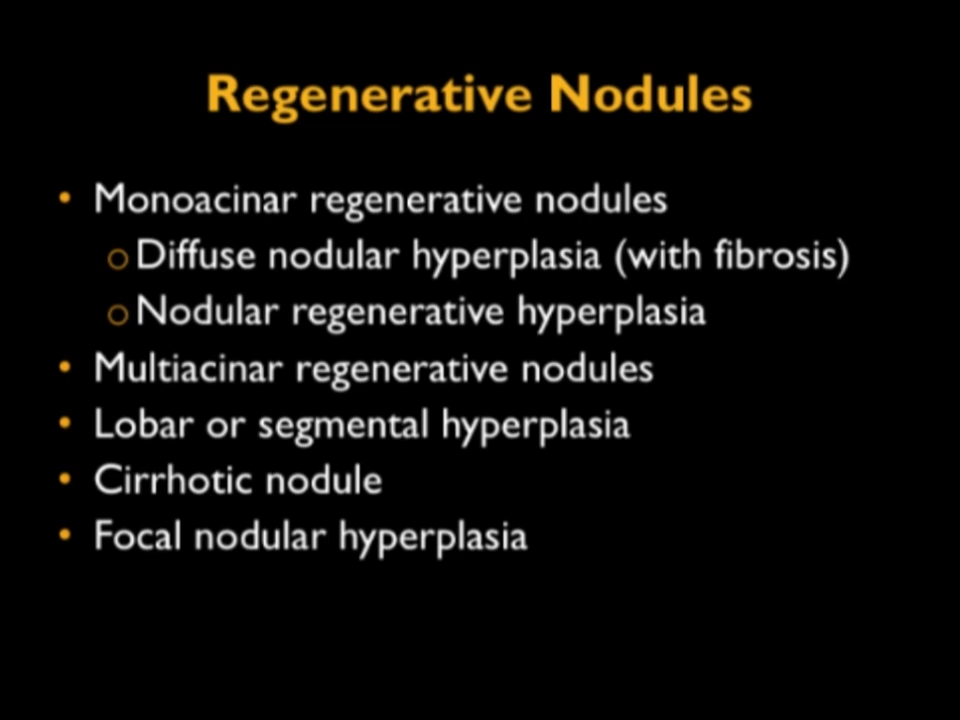 Regenerative Nodules
• Monoacinar regenerative nodules
o Diffuse nodular hyperplasia (with fibrosis)
o Nodular regenerative hyperplasia
• Multiacinar regenerative nodules
• Lobar or segmental hyperplasia
• Cirrhotic nodule
• Focal nodular hyperplasia